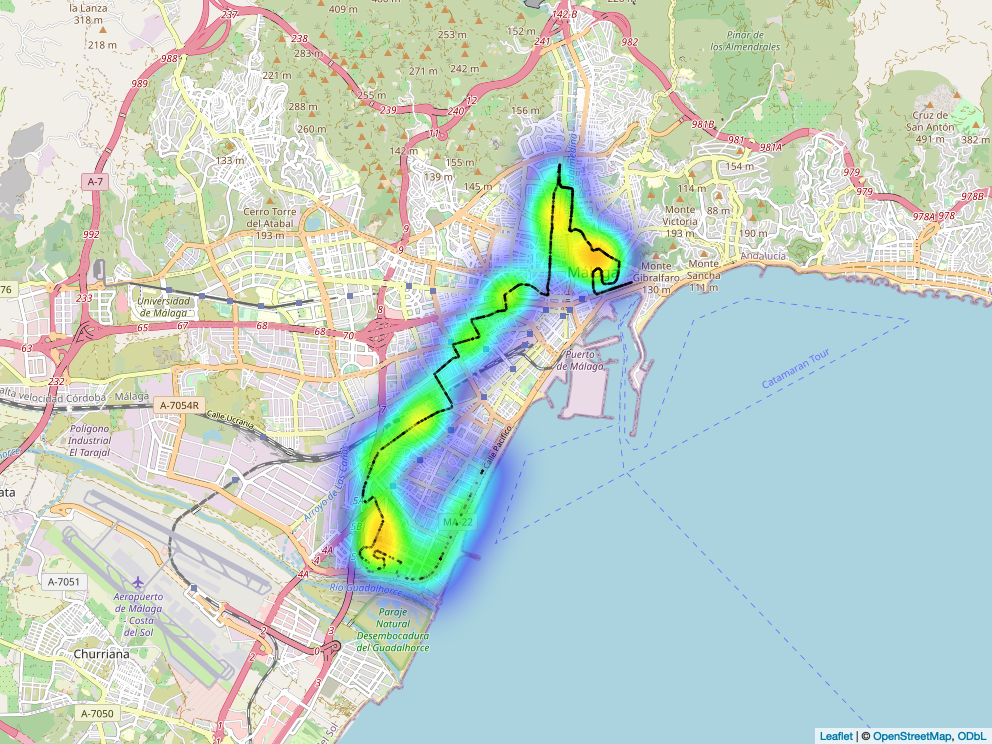 la Lanza
318 m
237
409 m
142 B
238
253 m
152 m
241
982
Pinar de
los Almendrales
218 m
988
283 m
989
221 m
271 m
242 m
255 m
12
288 m
239
240
156 m
Cruz de
San Antón
491 m
382 m
260 m
11
981B
981
981A
142 m
133 m
155 m
154 m
979
A-7
139 m
145 m
114 m
979
978B
Cerro Torre
del Atabal
193 m
Monte
Victoria
193 m
88 m
978A
978
992
190 m
9
9
Málaga
Monte
Gibralfaro
130 m
Monte
Sancha
111 m
Andalucía
76
233
Universidad
de Málaga
8
65
67
68
68
70
63
Puerto
de Málaga
Catamaran Tour
232
alta velocidad Córdoba
Málaga
A-7054R
7
Calle Ucrania
Polígono
Industrial
El Tarajal
Calle Pacífico
ata
Arroyo de Las Cañas
MA-22
4A
4
4A
A-7051
Aeropuerto
de Málaga
Costa
del Sol
Río Guadalhorce
Paraje
Natural
Desembocadura
del Guadalhorce
2
3
2
0
Churriana
3
3
A-7050
del Sol
Leaflet | © OpenStreetMap, ODbL